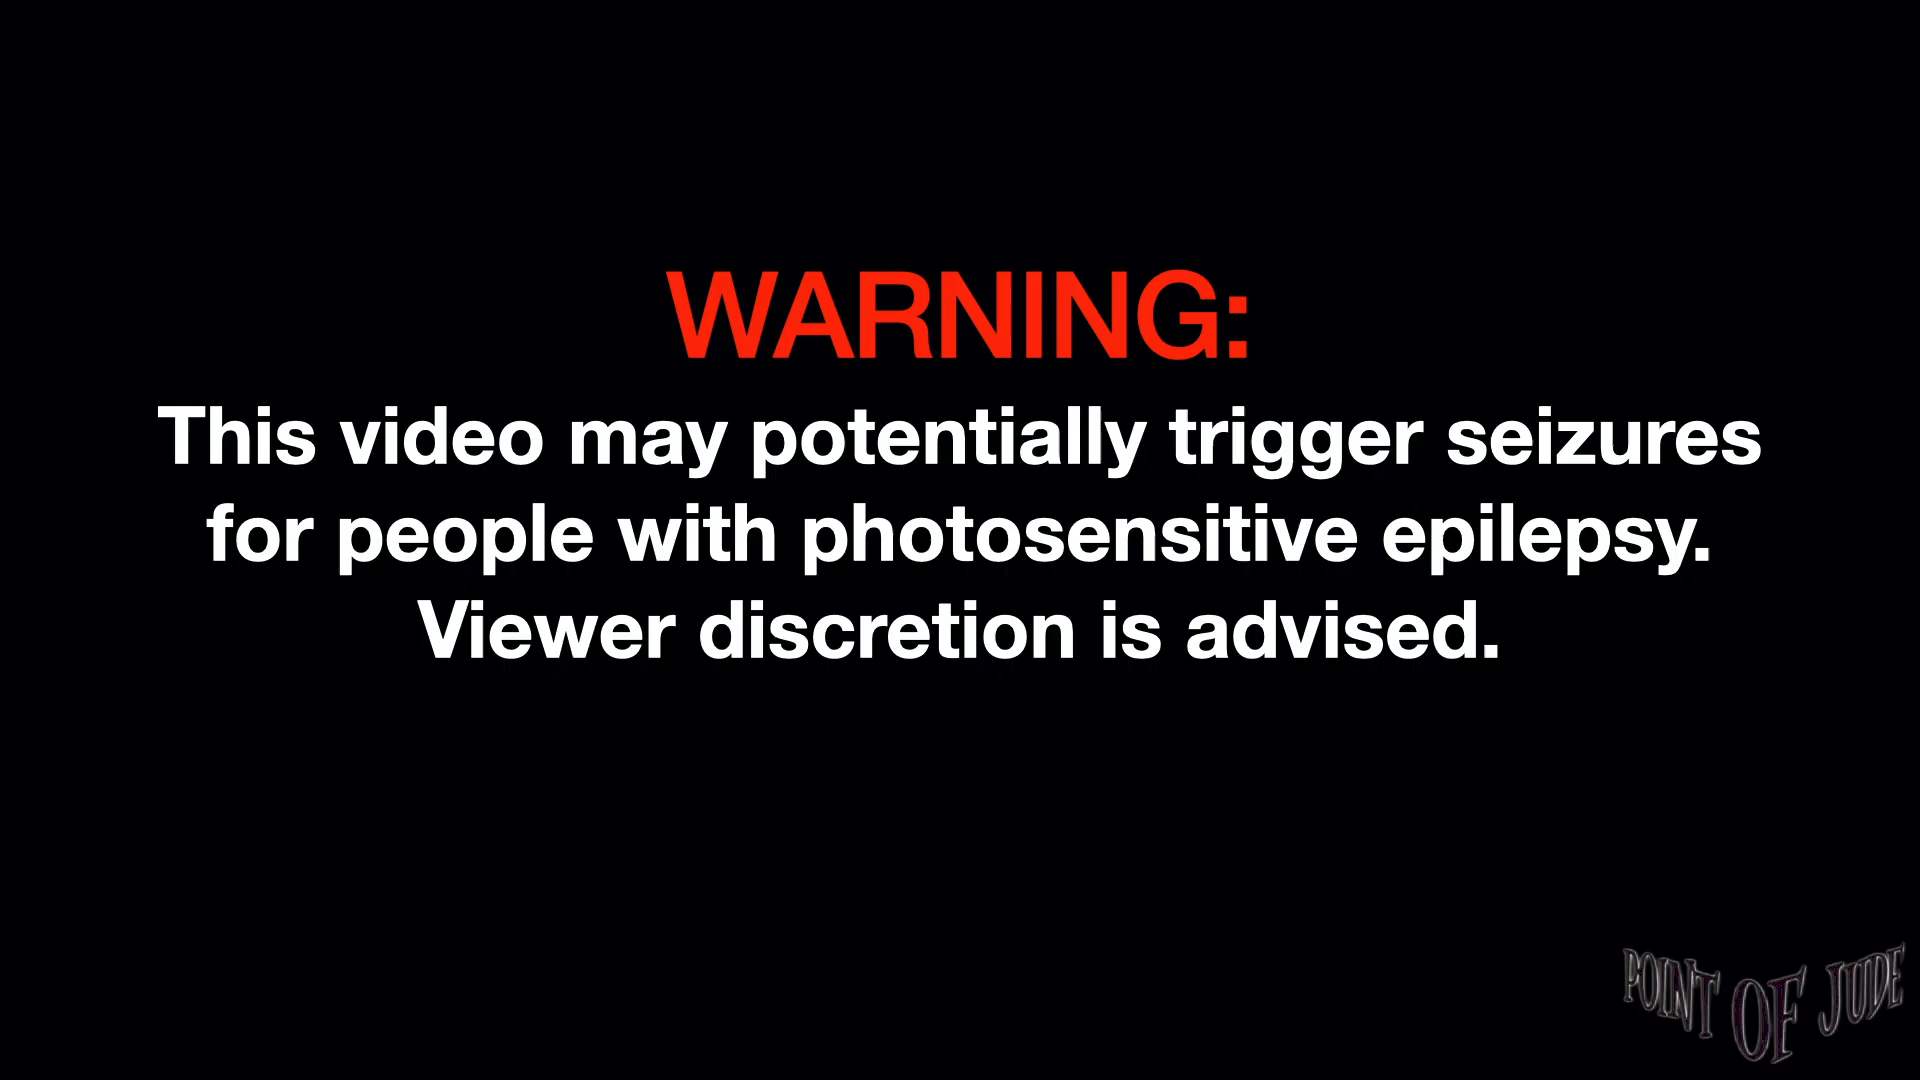 WARNING:
This video may potentially trigger seizures
for people with photosensitive epilepsy.
Viewer discretion is advised.
POINT OF JUDE